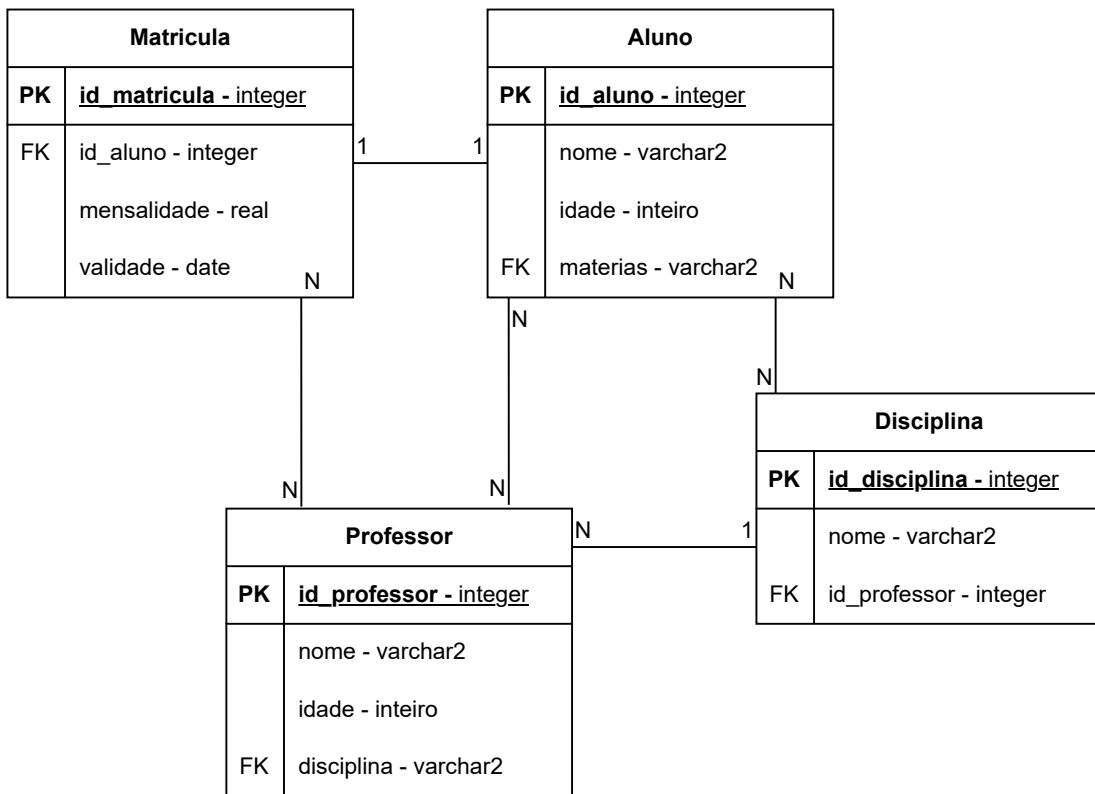 Matricula
PK id_matricula - integer
FK id_aluno - integer
mensalidade - real
validade - date
N
1
1
Aluno
PK id_aluno - integer
nome - varchar2
idade - inteiro
FK materias - varchar2
N
N
N
Disciplina
PK id_disciplina - integer
nome - varchar2
FK id_professor - integer
N
N
N
1
Professor
PK id_professor - integer
nome - varchar2
idade - inteiro
FK disciplina - varchar2